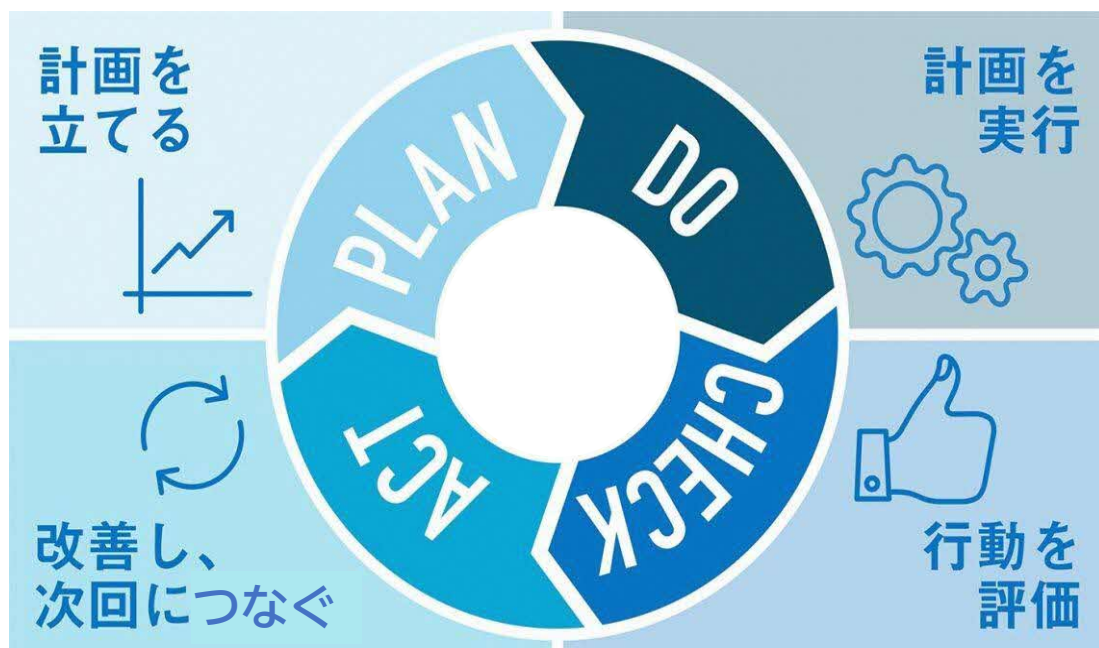 計画を
立てる
PLAN
DO
計画を
実行
CHECK
行動を
評価
ACT
改善し、
次回につなぐ